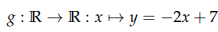 g : ℝ → ℝ : x ↦ y = −2x + 7